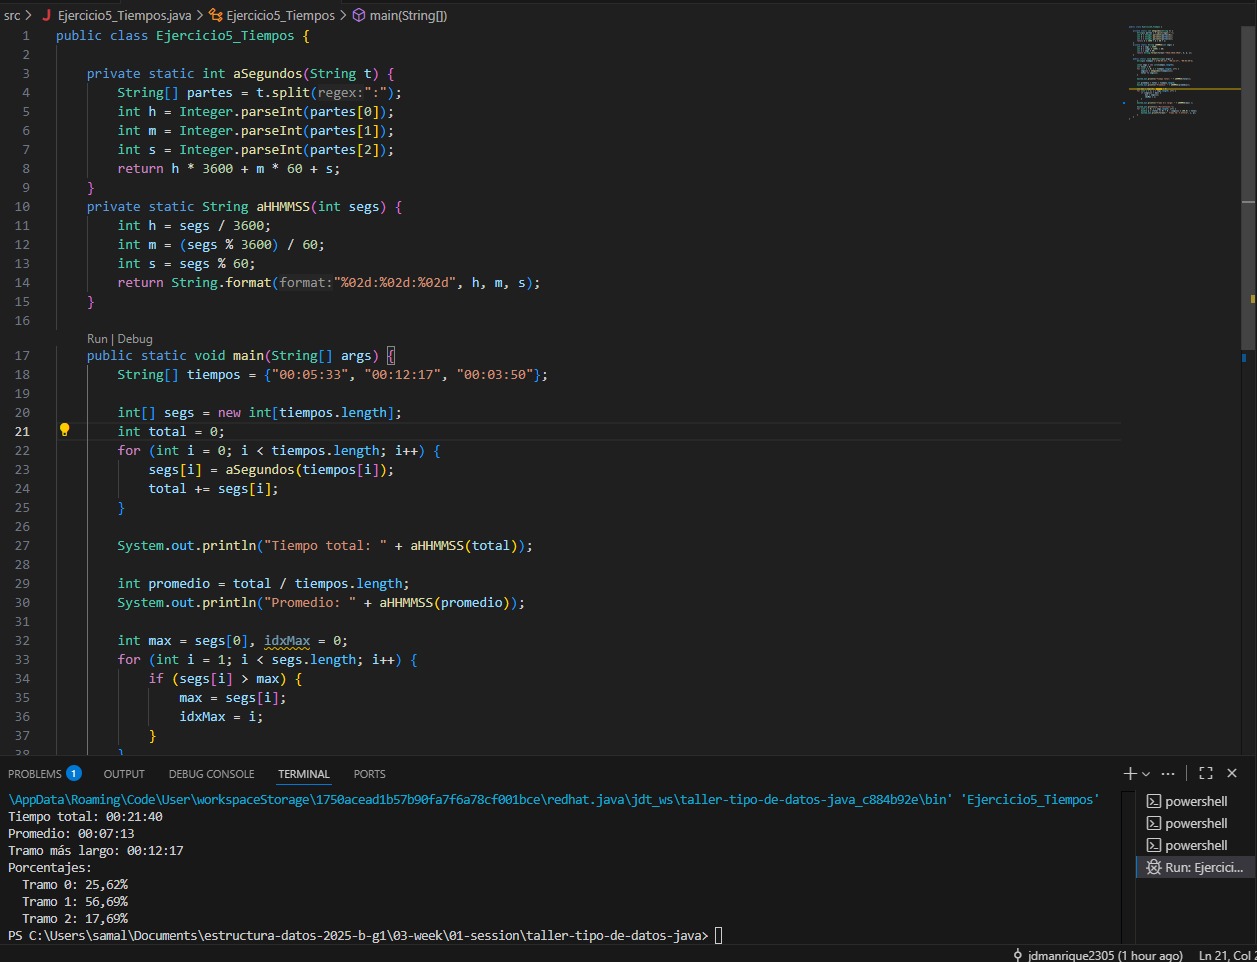 src > J Ejercicio5_Tiempos.java > Ejercicio5_Tiempos > main(String[])
1 public class Ejercicio5_Tiempos {
2
3 private static int aSegundos(String t) {
4 String[] partes = t.split(regex:":");
5 int h = Integer.parseInt(partes[0]);
6 int m = Integer.parseInt(partes[1]);
7 int s = Integer.parseInt(partes[2]);
8 return h * 3600 + m * 60 + s;
9 }
10 private static String aHHMMSS(int segs) {
11 int h = segs / 3600;
12 int m = (segs % 3600) / 60;
13 int s = segs % 60;
14 return String.format(format:"%02d:%02d:%02d", h, m, s);
15 }
16
Run | Debug
17 public static void main(String[] args) {
18 String[] tiempos = {"00:05:33", "00:12:17", "00:03:50"};
19
20 int[] segs = new int[tiempos.length];
21 int total = 0;
22 for (int i = 0; i < tiempos.length; i++) {
23 segs[i] = aSegundos(tiempos[i]);
24 total += segs[i];
25 }
26
27 System.out.println("Tiempo total: " + aHHMMSS(total));
28
29 int promedio = total / tiempos.length;
30 System.out.println("Promedio: " + aHHMMSS(promedio));
31
32 int max = segs[0], idxMax = 0;
33 for (int i = 1; i < segs.length; i++) {
34 if (segs[i] > max) {
35 max = segs[i];
36 idxMax = i;
37 }
38 }
PROBLEMS 1 OUTPUT DEBUG CONSOLE TERMINAL PORTS
\AppData\Roaming\Code\User\workspaceStorage\1750acead1b57b90fa7f6a78cf001bce\redhat.java\jdt_ws\taller-tipo-de-datos-java_c884b92e\bin' 'Ejercicio5_Tiempos'
Tiempo total: 00:21:40
Promedio: 00:07:13
Tramo más largo: 00:12:17
Porcentajes:
Tramo 0: 25,62%
Tramo 1: 56,69%
Tramo 2: 17,69%
PS C:\Users\samal\Documents\estructura-datos-2025-b-g1\03-week\01-session\taller-tipo-de-datos-java>
powershell
powershell
powershell
Run: Ejercici...
jdmanrique2305 (1 hour ago) Ln 21, Col